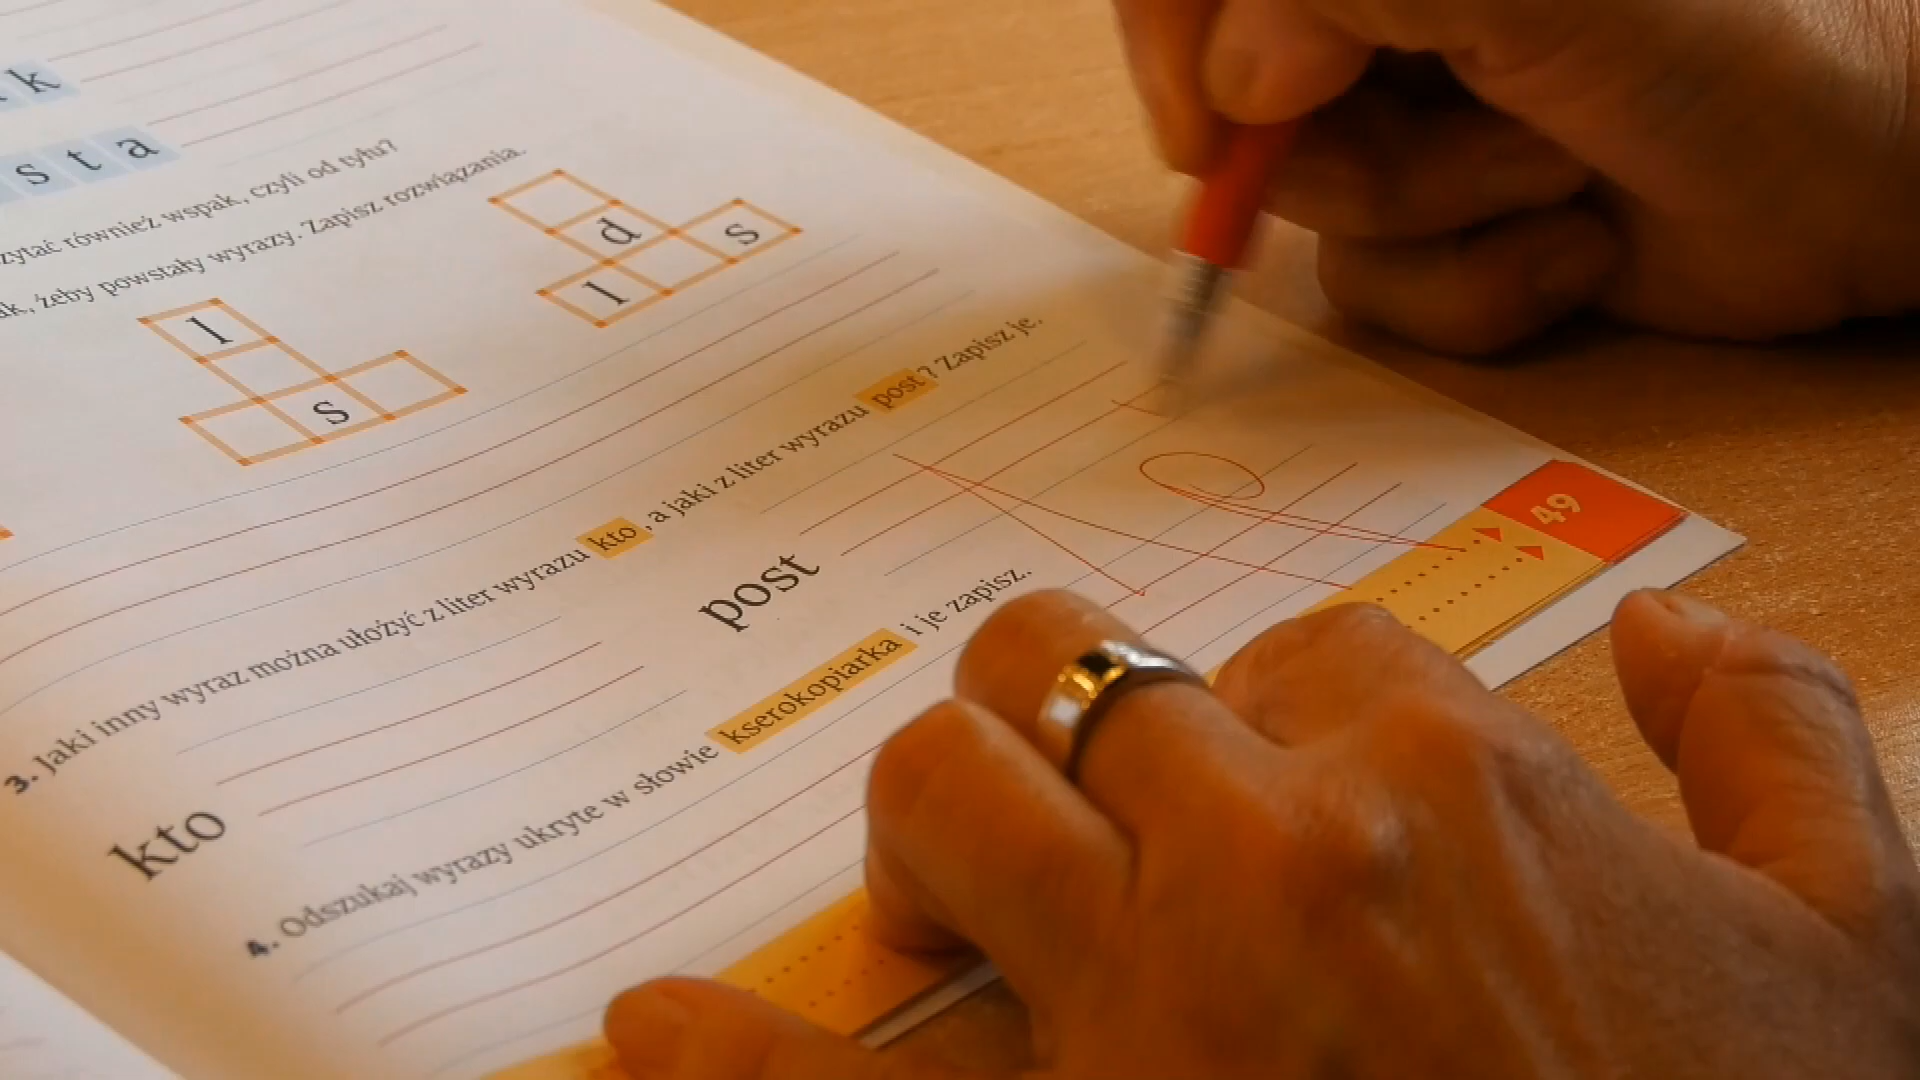 k
s t a
zytać również wspak, czyli od tyłu?
ak, żeby powstały wyrazy. Zapisz rozwiązania.
l
s
d
l s
3. Jaki inny wyraz można ułożyć z liter wyrazu kto, a jaki z liter wyrazu post? Zapisz je.
kto post
4. Odszukaj wyrazy ukryte w słowie kserokopiarka i je zapisz.
49